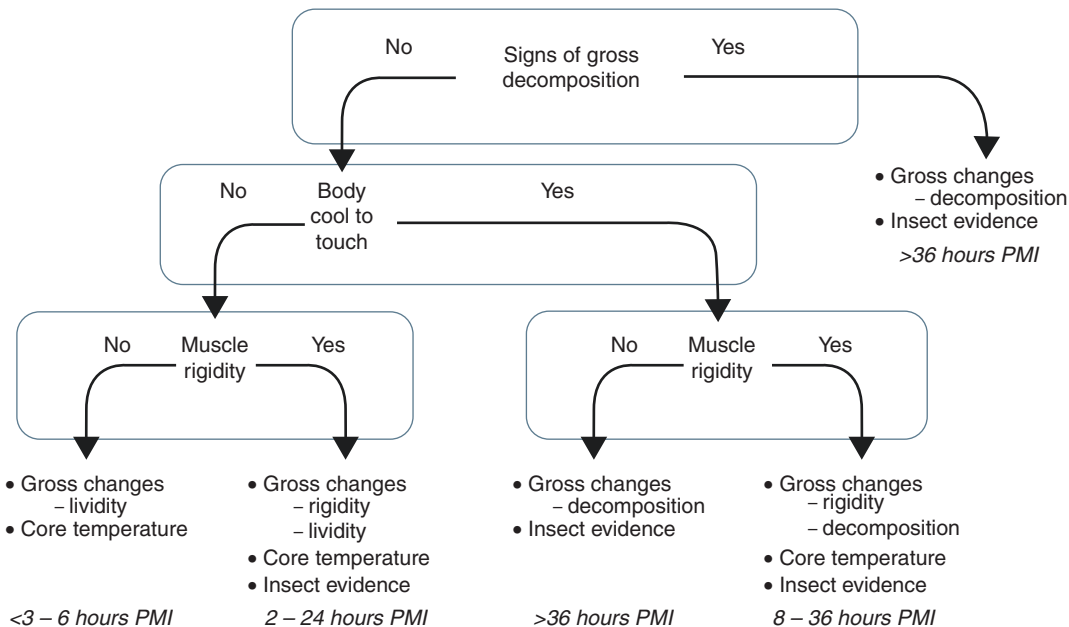 No
Signs of gross
decomposition
Yes
• Gross changes
– decomposition
• Insect evidence
>36 hours PMI
No
Body
cool to
touch
Yes
No
Muscle
rigidity
Yes
No
Muscle
rigidity
Yes
• Gross changes
– lividity
• Core temperature
<3 – 6 hours PMI
• Gross changes
– rigidity
– lividity
• Core temperature
• Insect evidence
2 – 24 hours PMI
• Gross changes
– decomposition
• Insect evidence
>36 hours PMI
• Gross changes
– rigidity
– decomposition
• Core temperature
• Insect evidence
8 – 36 hours PMI